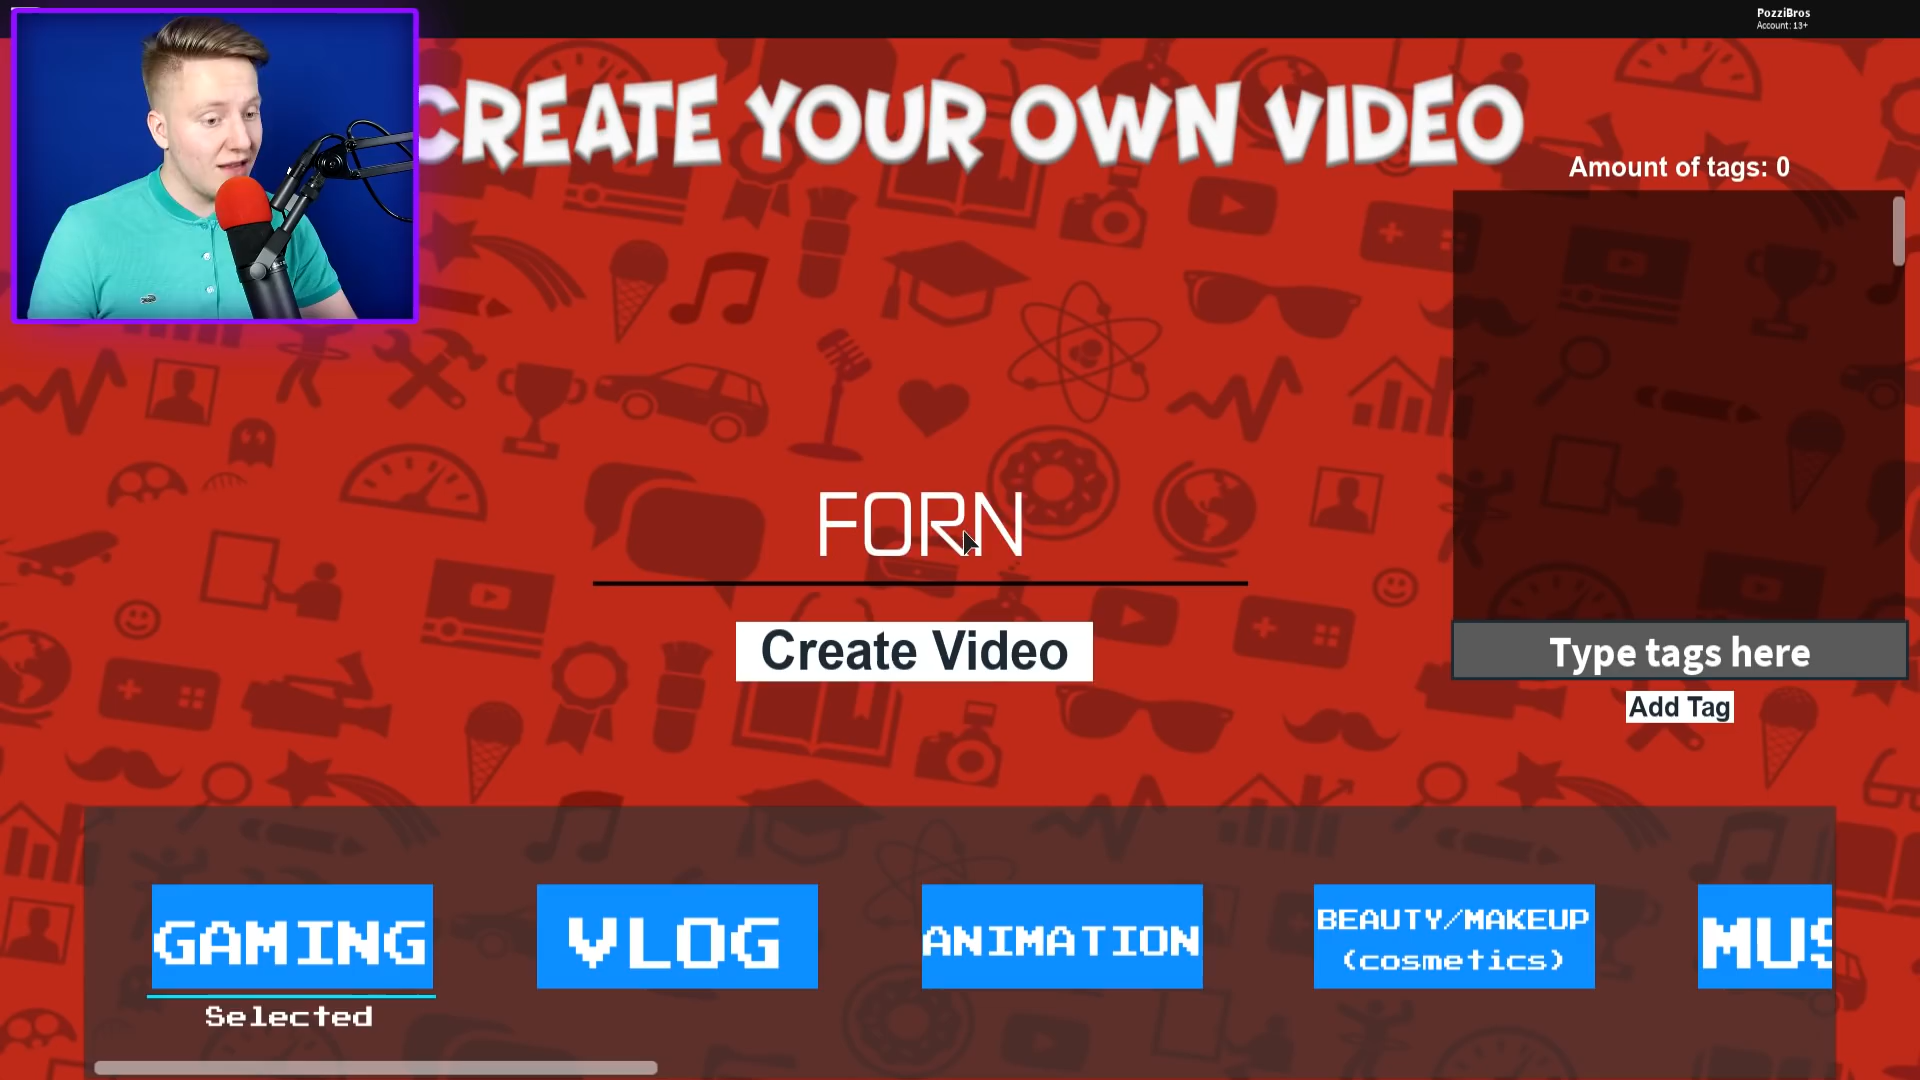 PozziBros
Account: 13+
CREATE YOUR OWN VIDEO
Amount of tags: 0
FORN
Create Video
Type tags here
Add Tag
GAMING
VLOG
ANIMATION
BEAUTY/MAKEUP
(cosmetics)
MUS
Selected